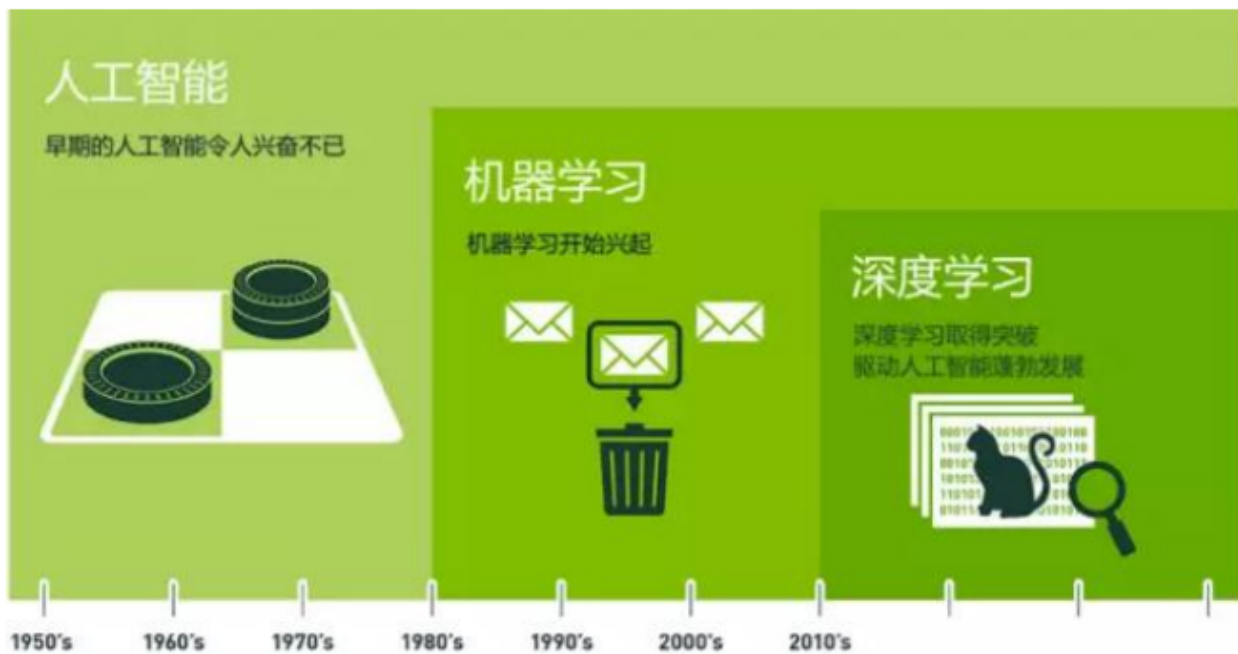 人工智能
早期的人工智能令人兴奋不已
机器学习
机器学习开始兴起
深度学习
深度学习取得突破
驱动人工智能蓬勃发展
1950's 1960's 1970's 1980's 1990's 2000's 2010's